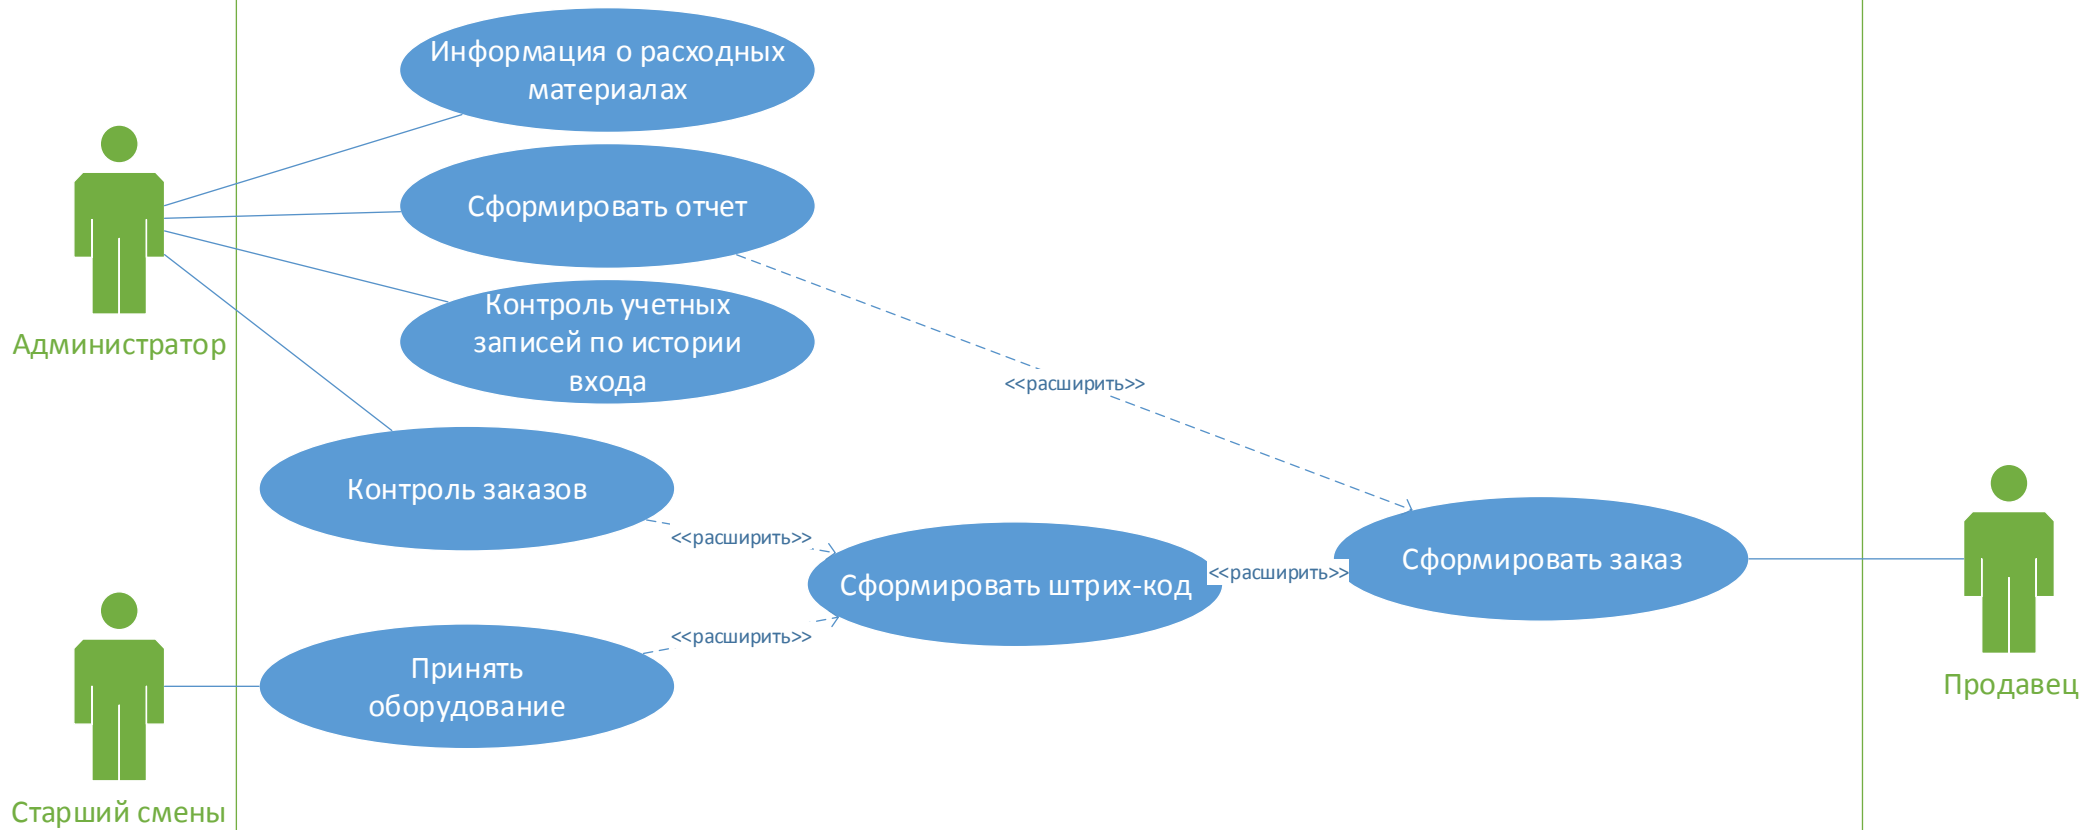 Информация о расходных
материалах
Сформировать отчет
Администратор
Контроль учетных
записей по истории
входа
<<расширить>>
Контроль заказов
<<расширить>>
Сформировать штрих-код
<<расширить>>
Сформировать заказ
<<расширить>>
Принять
оборудование
Продавец
Старший смены